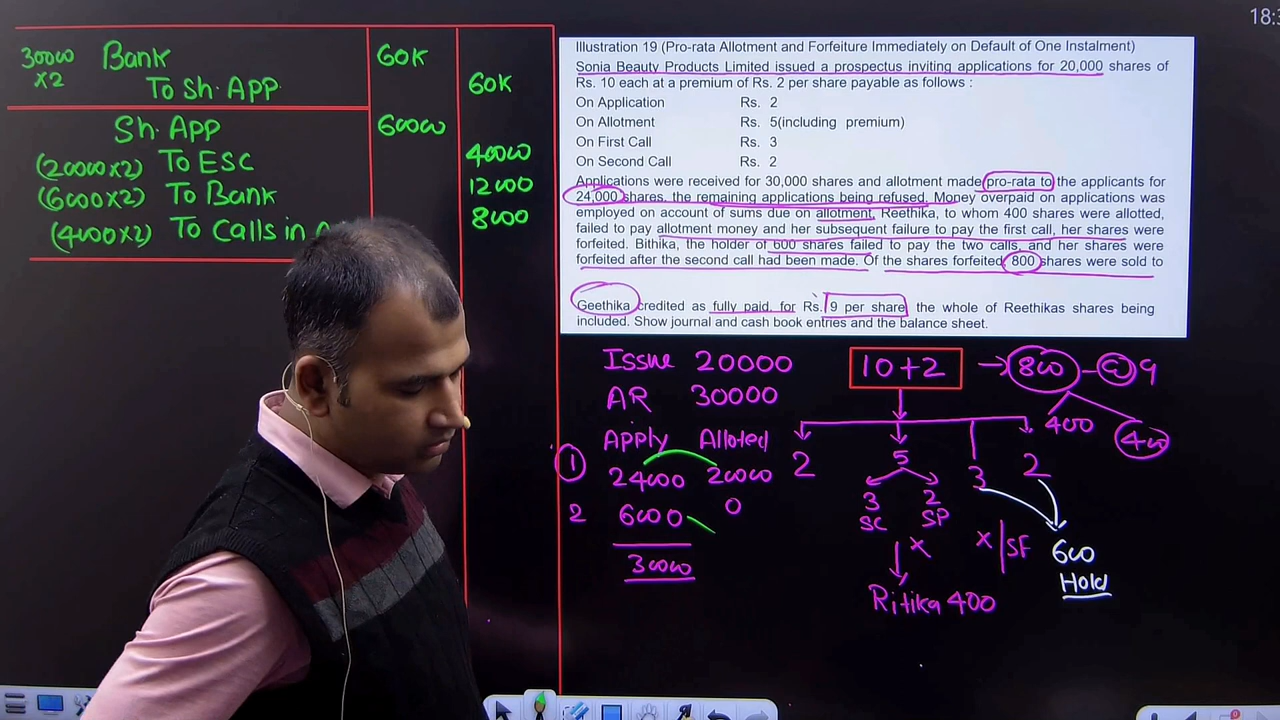 18:3
30000 Bank 60K
×2 To Sh. APP 60K
Sh. APP 60000
(20000×2) To ESC 40000
(6000×2) To Bank 12000
(4000×2) To Calls in 8000
Illustration 19 (Pro-rata Allotment and Forfeiture Immediately on Default of One Instalment)
Sonia Beauty Products Limited issued a prospectus inviting applications for 20,000 shares of
Rs. 10 each at a premium of Rs. 2 per share payable as follows :
On Application Rs. 2
On Allotment Rs. 5(including premium)
On First Call Rs. 3
On Second Call Rs. 2
Applications were received for 30,000 shares and allotment made pro-rata to the applicants for
24,000 shares, the remaining applications being refused. Money overpaid on applications was
employed on account of sums due on allotment. Reethika, to whom 400 shares were allotted,
failed to pay allotment money and her subsequent failure to pay the first call, her shares were
forfeited. Bithika, the holder of 600 shares failed to pay the two calls, and her shares were
forfeited after the second call had been made. Of the shares forfeited 800 shares were sold to
Geethika credited as fully paid, for Rs. 9 per share, the whole of Reethikas shares being
included. Show journal and cash book entries and the balance sheet.
Issue 20000 10+2 → 800 - @ 9
AR 30000
Apply Alloted 400 400
1 24000 20000 2 5 3 2
2 6000 0 3 2
SC SP
30000 × × SF 600
Hold
Ritika 400